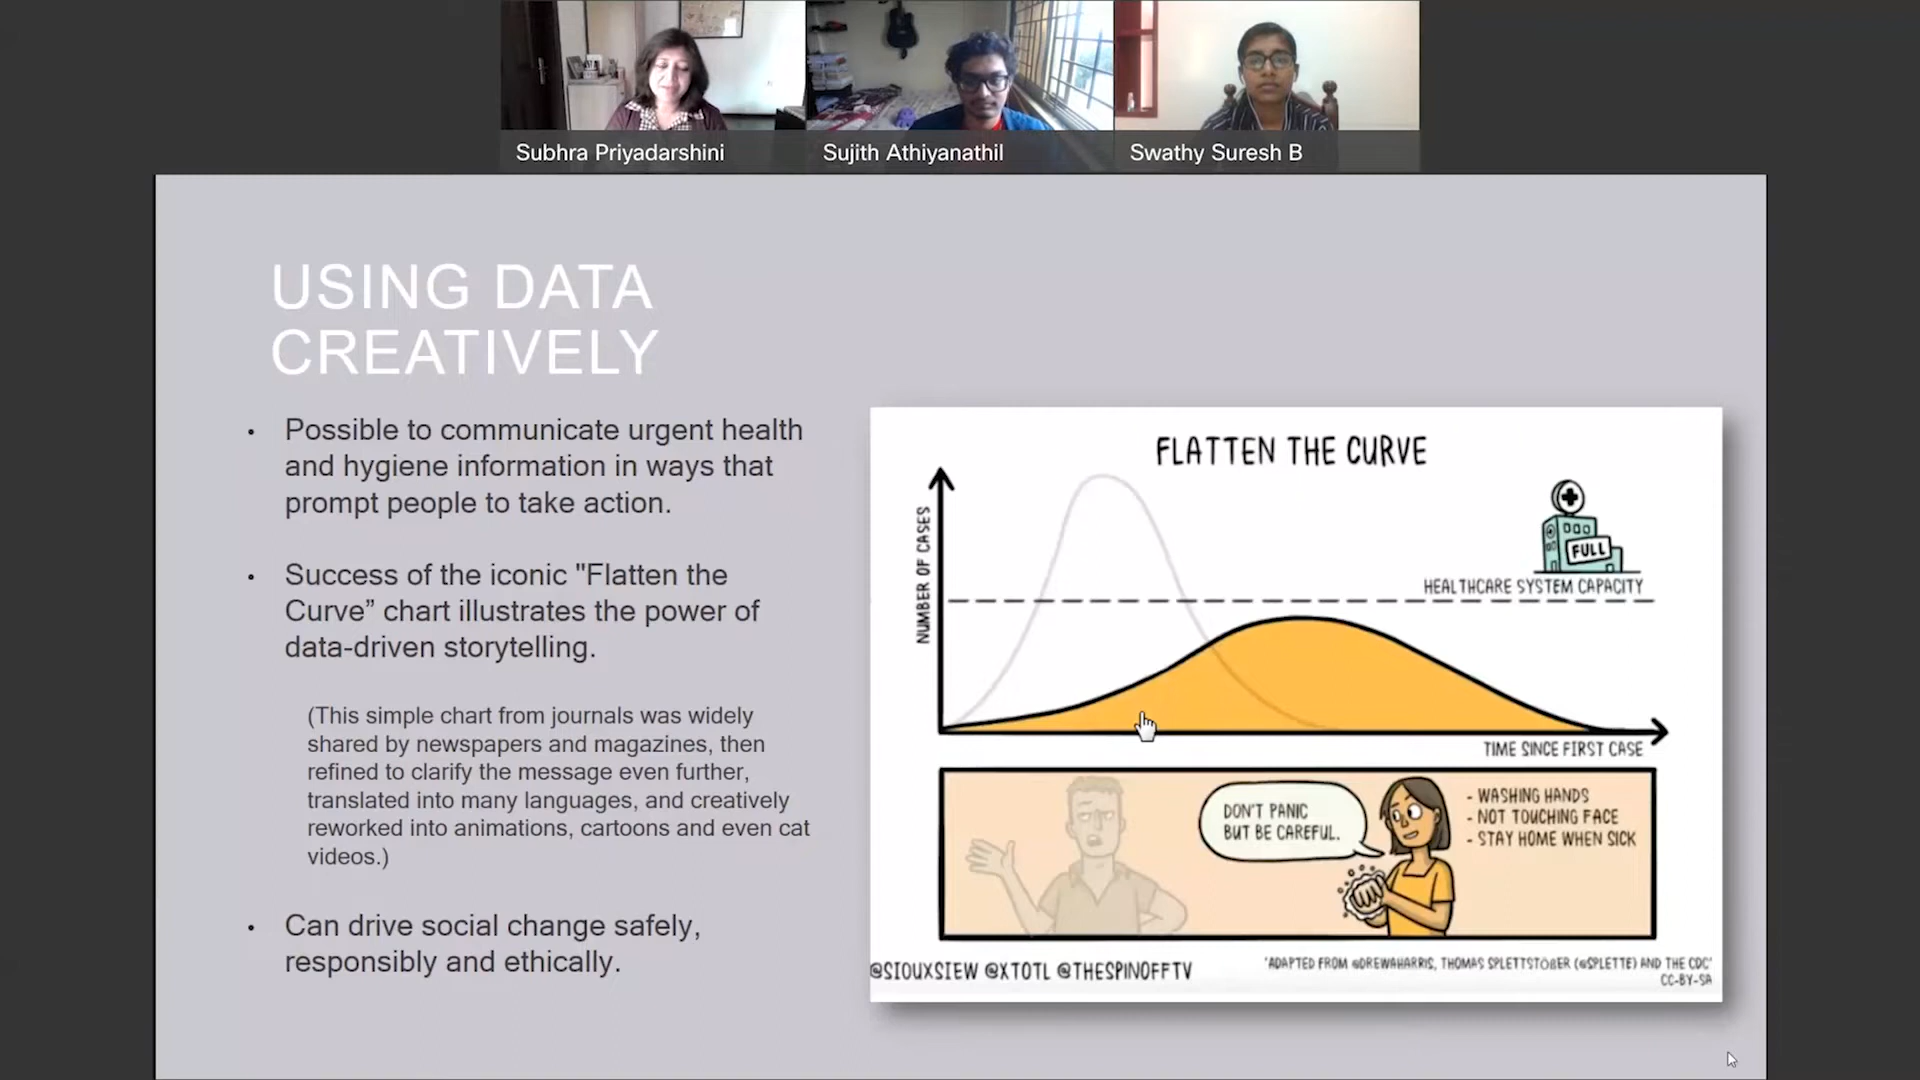 Subhra Priyadarshini
Sujith Athiyanathil
Swathy Suresh B
USING DATA
CREATIVELY
• Possible to communicate urgent health
and hygiene information in ways that
prompt people to take action.
• Success of the iconic "Flatten the
Curve” chart illustrates the power of
data-driven storytelling.
(This simple chart from journals was widely
shared by newspapers and magazines, then
refined to clarify the message even further,
translated into many languages, and creatively
reworked into animations, cartoons and even cat
videos.)
• Can drive social change safely,
responsibly and ethically.
FLATTEN THE CURVE
NUMBER OF CASES
FULL
HEALTHCARE SYSTEM CAPACITY
TIME SINCE FIRST CASE
DON'T PANIC
BUT BE CAREFUL.
- WASHING HANDS
- NOT TOUCHING FACE
- STAY HOME WHEN SICK
@SIOUXSIEW @XTOTL @THESPINOFFTV
'ADAPTED FROM @DREWAHARRIS, THOMAS SPLETTSTÖßER (@SPLETTE) AND THE CDC'
CC-BY-SA